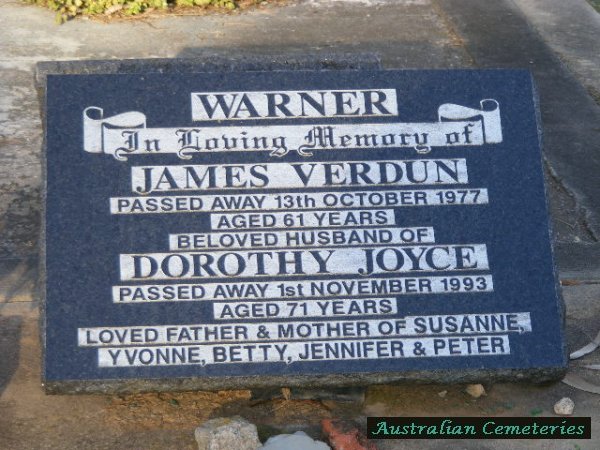 WARNER
In Loving Memory of
JAMES VERDUN
PASSED AWAY 13th OCTOBER 1977
AGED 61 YEARS
BELOVED HUSBAND OF
DOROTHY JOYCE
PASSED AWAY 1st NOVEMBER 1993
AGED 71 YEARS
LOVED FATHER & MOTHER OF SUSANNE,
YVONNE, BETTY, JENNIFER & PETER
Australian Cemeteries